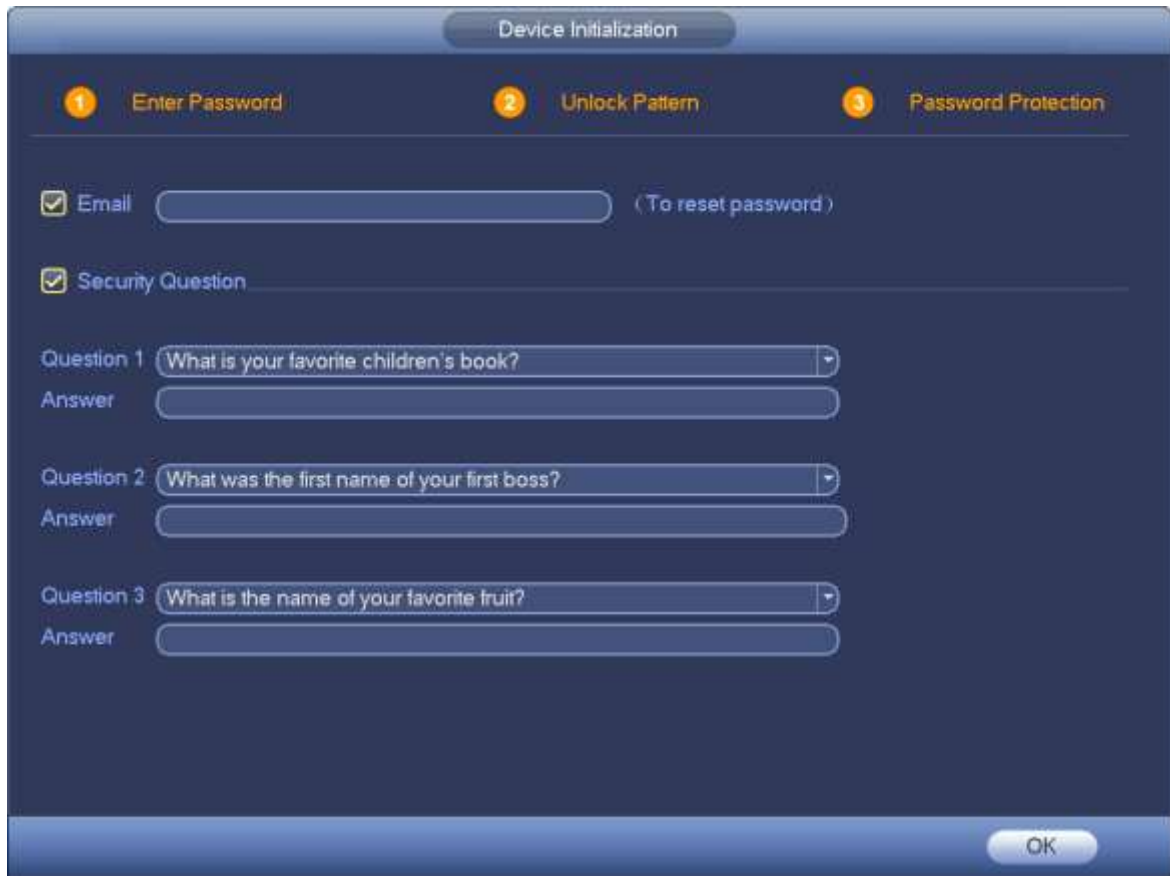 Device Initialization
1 Enter Password 2 Unlock Pattern 3 Password Protection
Email (To reset password)
Security Question
Question 1 What is your favorite children's book?
Answer
Question 2 What was the first name of your first boss?
Answer
Question 3 What is the name of your favorite fruit?
Answer
OK